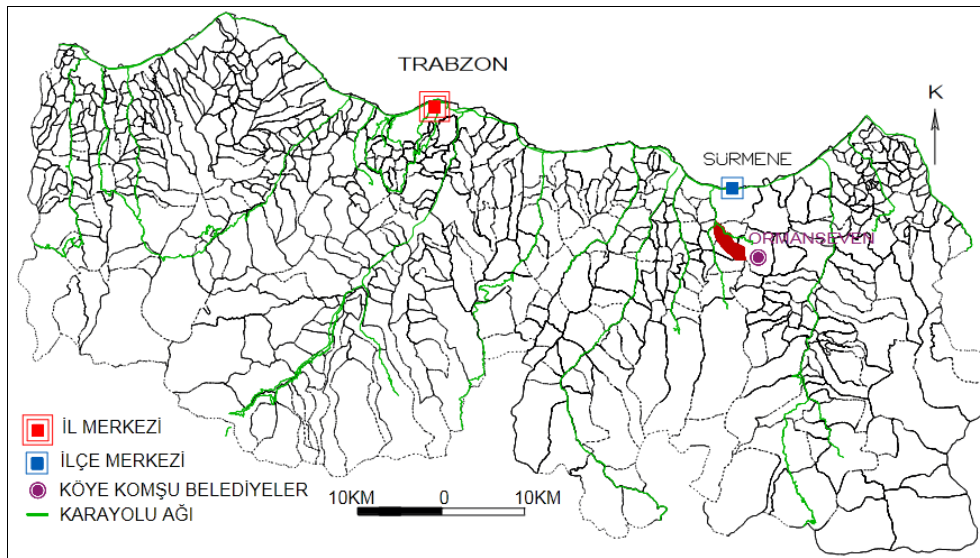 TRABZON
K
SURMENE
ORMANSEVEN
İL MERKEZİ
İLÇE MERKEZİ
KÖYE KOMŞU BELEDİYELER
KARAYOLU AĞI
10KM 0 10KM